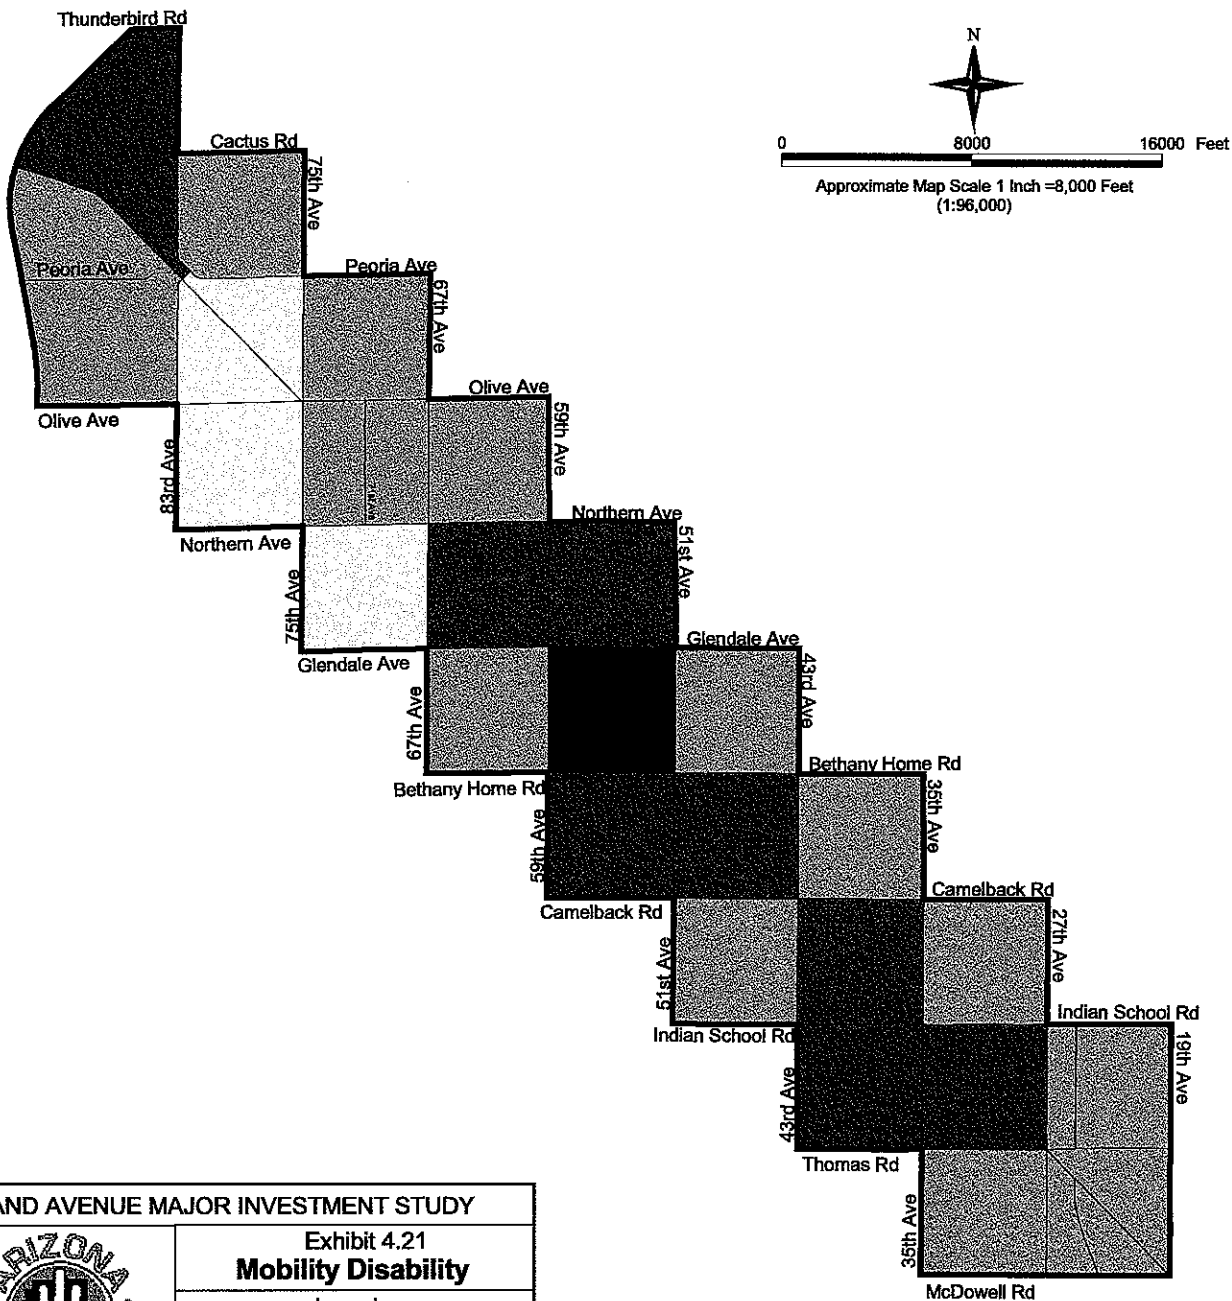 Thunderbird Rd
N
0 8000 16000 Feet
Approximate Map Scale 1 Inch =8,000 Feet
(1:96,000)
Cactus Rd
75th Ave
Peoria Ave
Peoria Ave
67th Ave
Olive Ave
Olive Ave
59th Ave
83rd Ave
Northern Ave
Northern Ave
51st Ave
75th Ave
Glendale Ave
Glendale Ave
43rd Ave
67th Ave
Bethany Home Rd
Bethany Home Rd
35th Ave
59th Ave
Camelback Rd
Camelback Rd
27th Ave
51st Ave
Indian School Rd
Indian School Rd
19th Ave
43rd Ave
Thomas Rd
35th Ave
McDowell Rd
AND AVENUE MAJOR INVESTMENT STUDY
ARIZONA
Exhibit 4.21
Mobility Disability